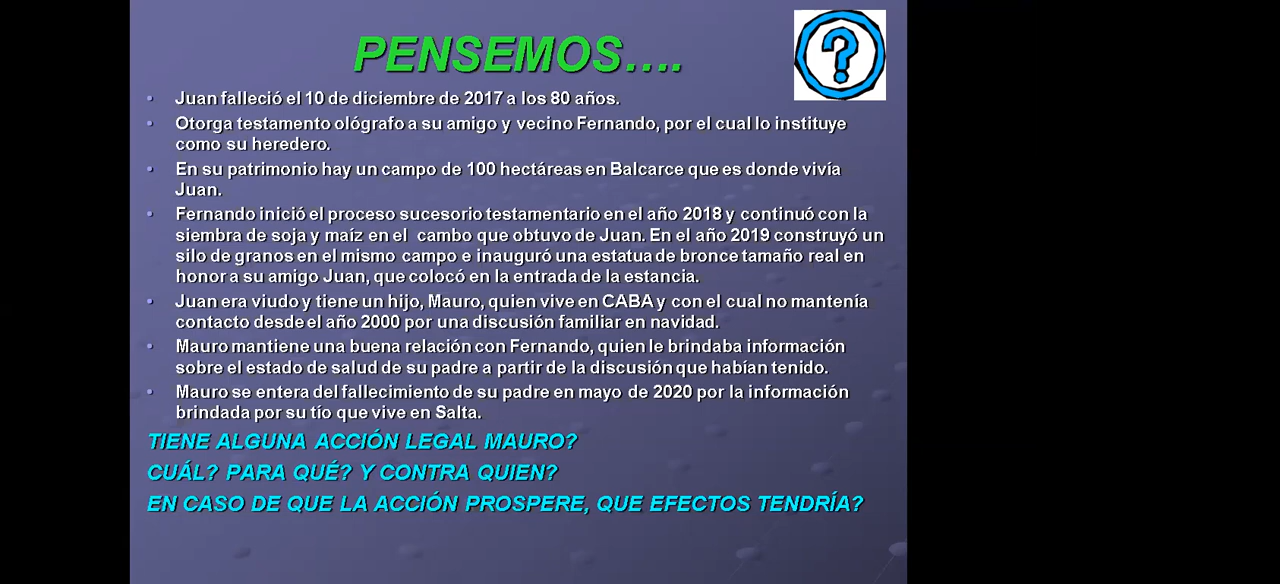 PENSEMOS....
• Juan falleció el 10 de diciembre de 2017 a los 80 años.
• Otorga testamento ológrafo a su amigo y vecino Fernando, por el cual lo instituye
como su heredero.
• En su patrimonio hay un campo de 100 hectáreas en Balcarce que es donde vivía
Juan.
• Fernando inició el proceso sucesorio testamentario en el año 2018 y continuó con la
siembra de soja y maíz en el cambo que obtuvo de Juan. En el año 2019 construyó un
silo de granos en el mismo campo e inauguró una estatua de bronce tamaño real en
honor a su amigo Juan, que colocó en la entrada de la estancia.
• Juan era viudo y tiene un hijo, Mauro, quien vive en CABA y con el cual no mantenía
contacto desde el año 2000 por una discusión familiar en navidad.
• Mauro mantiene una buena relación con Fernando, quien le brindaba información
sobre el estado de salud de su padre a partir de la discusión que habían tenido.
• Mauro se entera del fallecimiento de su padre en mayo de 2020 por la información
brindada por su tío que vive en Salta.
TIENE ALGUNA ACCIÓN LEGAL MAURO?
CUÁL? PARA QUÉ? Y CONTRA QUIEN?
EN CASO DE QUE LA ACCIÓN PROSPERE, QUE EFECTOS TENDRÍA?